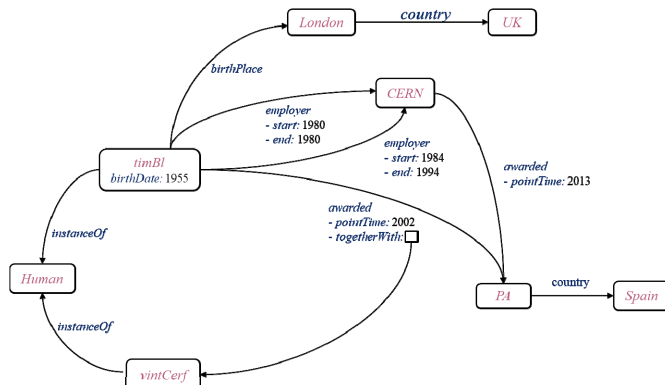 London
country
UK
birthPlace
CERN
employer
- start: 1980
- end: 1980
employer
- start: 1984
- end: 1994
timBl
birthDate: 1955
awarded
- pointTime: 2013
awarded
- pointTime: 2002
- togetherWith:
instanceOf
Human
PA
country
Spain
instanceOf
vintCerf